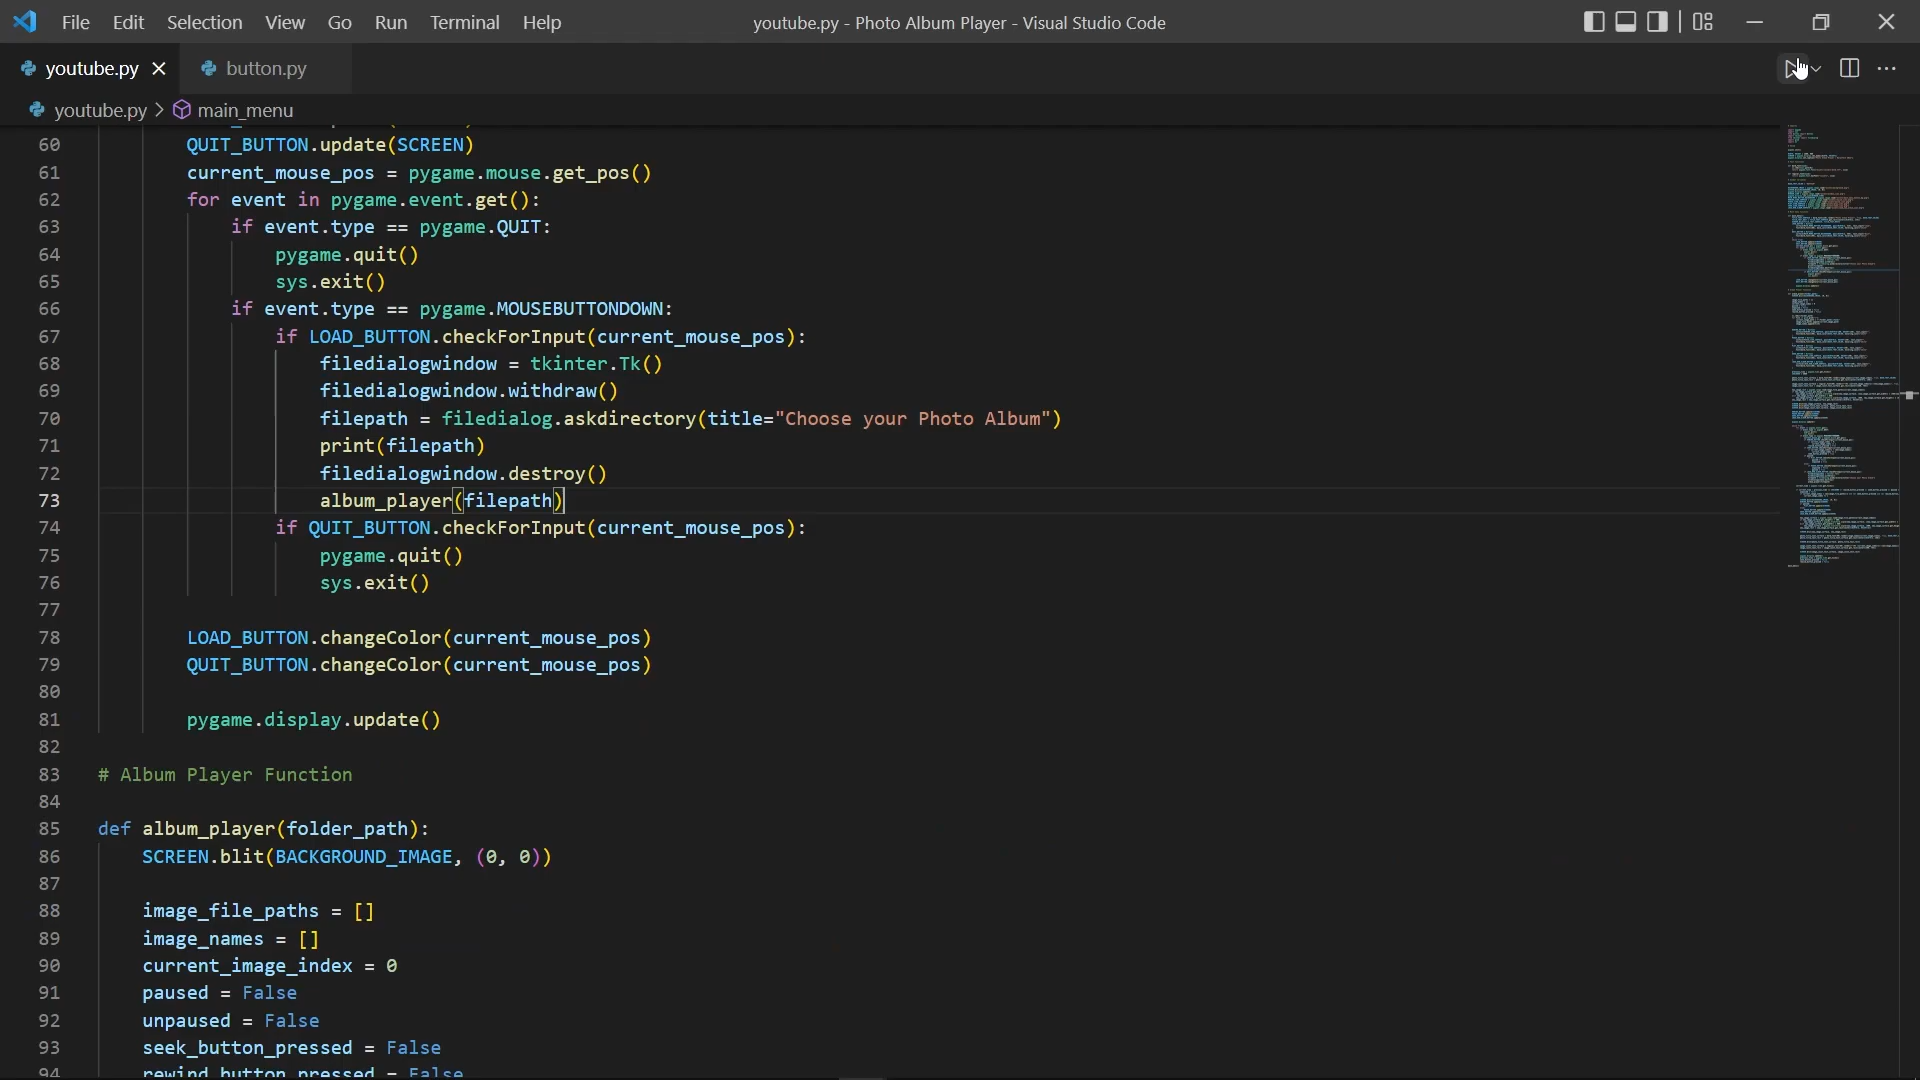 File Edit Selection View Go Run Terminal Help
youtube.py - Photo Album Player - Visual Studio Code
youtube.py button.py
youtube.py > main_menu
60 QUIT_BUTTON.update(SCREEN)
61 current_mouse_pos = pygame.mouse.get_pos()
62 for event in pygame.event.get():
63 if event.type == pygame.QUIT:
64 pygame.quit()
65 sys.exit()
66 if event.type == pygame.MOUSEBUTTONDOWN:
67 if LOAD_BUTTON.checkForInput(current_mouse_pos):
68 filedialogwindow = tkinter.Tk()
69 filedialogwindow.withdraw()
70 filepath = filedialog.askdirectory(title="Choose your Photo Album")
71 print(filepath)
72 filedialogwindow.destroy()
73 album_player(filepath)
74 if QUIT_BUTTON.checkForInput(current_mouse_pos):
75 pygame.quit()
76 sys.exit()
77
78 LOAD_BUTTON.changeColor(current_mouse_pos)
79 QUIT_BUTTON.changeColor(current_mouse_pos)
80
81 pygame.display.update()
82
83 # Album Player Function
84
85 def album_player(folder_path):
86 SCREEN.blit(BACKGROUND_IMAGE, (0, 0))
87
88 image_file_paths = []
89 image_names = []
90 current_image_index = 0
91 paused = False
92 unpaused = False
93 seek_button_pressed = False
94 rewind_button_pressed = False